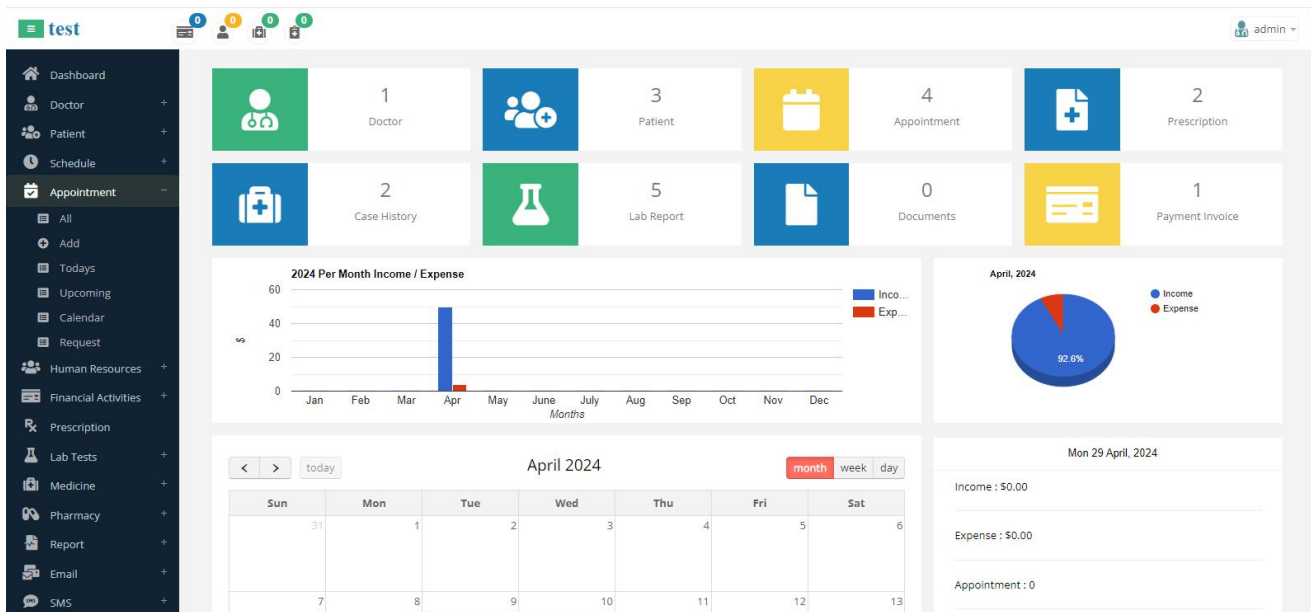 test
0 0 0 0
admin
Dashboard
Doctor +
Patient +
Schedule +
Appointment −
All
Add
Todays
Upcoming
Calendar
Request
Human Resources +
Financial Activities +
Prescription
Lab Tests +
Medicine +
Pharmacy +
Report +
Email +
SMS +
1
Doctor
3
Patient
4
Appointment
2
Prescription
2
Case History
5
Lab Report
0
Documents
1
Payment Invoice
2024 Per Month Income / Expense
60
40
20
0
$
Jan Feb Mar Apr May June July Aug Sep Oct Nov Dec
Months
Inco...
Exp...
April, 2024
92.6%
Income
Expense
< > today
April 2024
month week day
Sun Mon Tue Wed Thu Fri Sat
31 1 2 3 4 5 6
7 8 9 10 11 12 13
Mon 29 April, 2024
Income : $0.00
Expense : $0.00
Appointment : 0